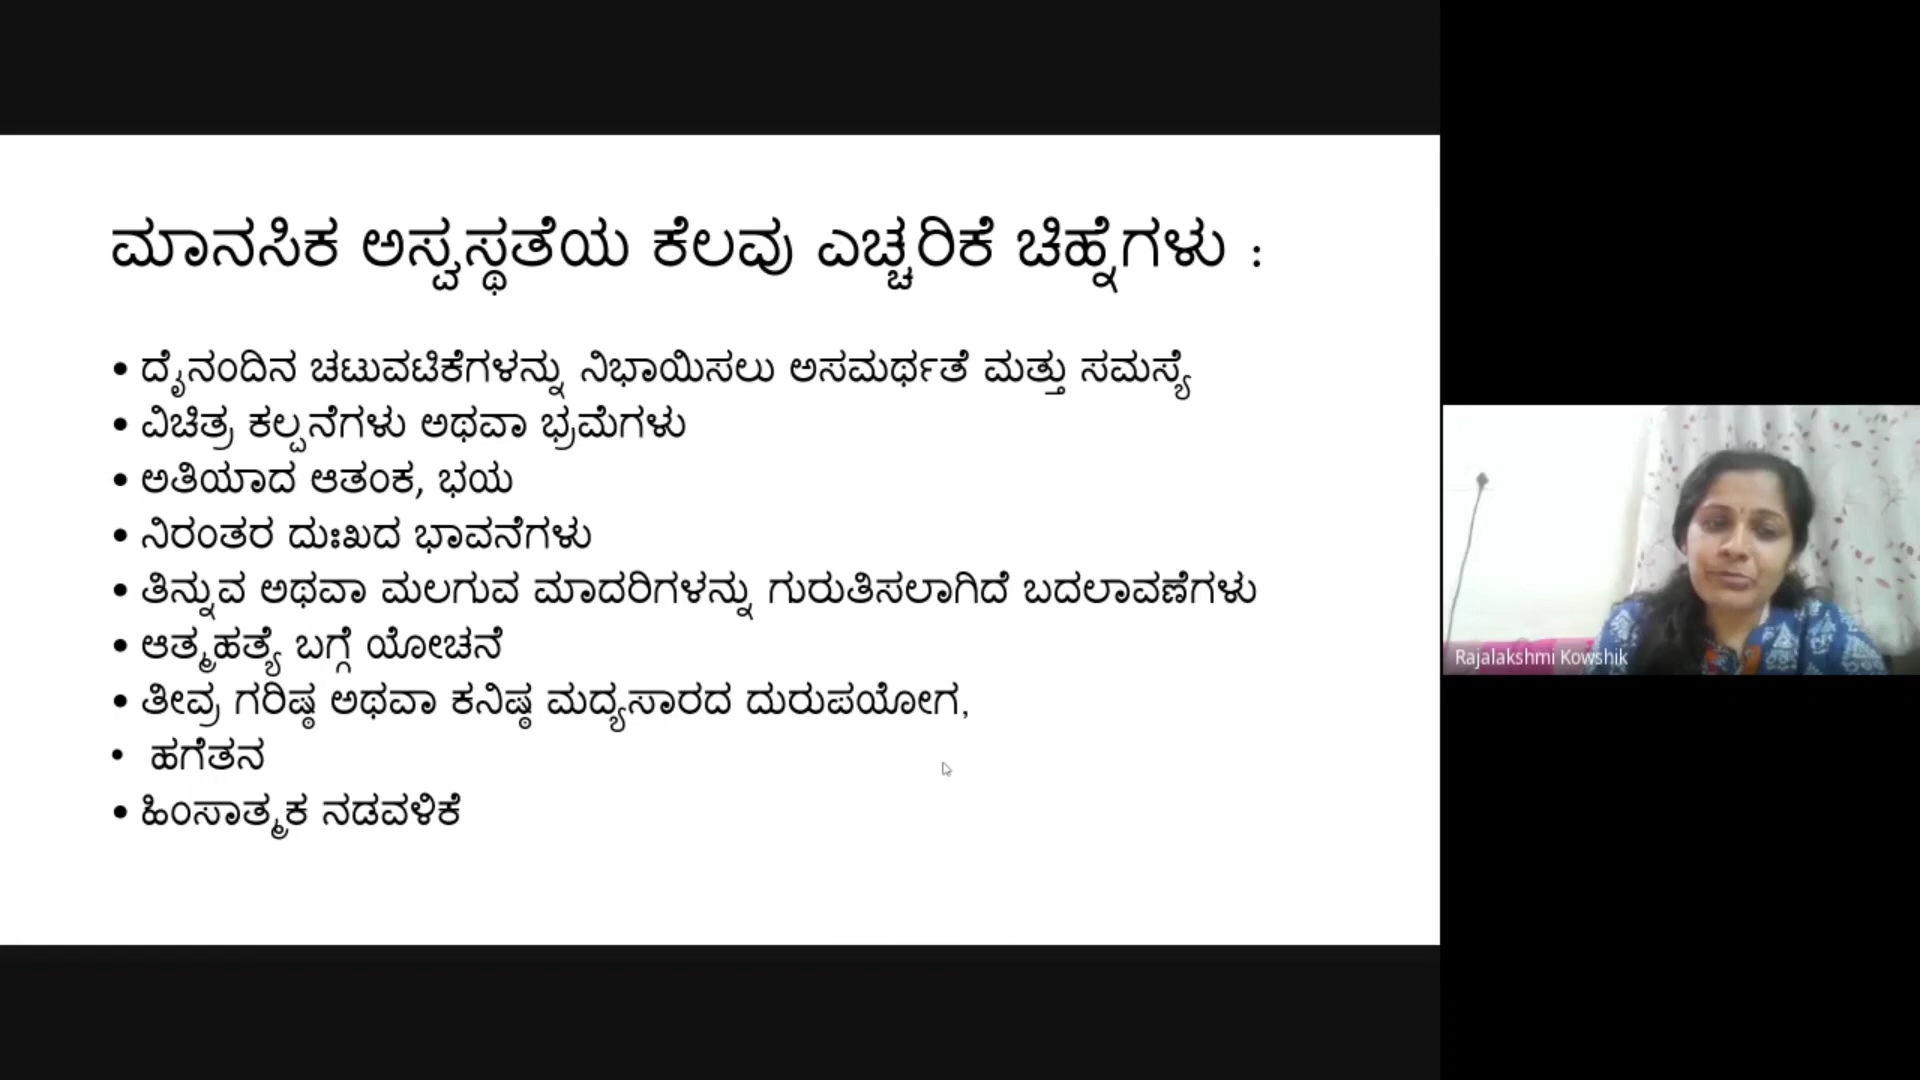 ಮಾನಸಿಕ ಅಸ್ವಸ್ಥತೆಯ ಕೆಲವು ಎಚ್ಚರಿಕೆ ಚಿಹ್ನೆಗಳು :
• ದೈನಂದಿನ ಚಟುವಟಿಕೆಗಳನ್ನು ನಿಭಾಯಿಸಲು ಅಸಮರ್ಥತೆ ಮತ್ತು ಸಮಸ್ಯೆ
• ವಿಚಿತ್ರ ಕಲ್ಪನೆಗಳು ಅಥವಾ ಭ್ರಮೆಗಳು
• ಅತಿಯಾದ ಆತಂಕ, ಭಯ
• ನಿರಂತರ ದುಃಖದ ಭಾವನೆಗಳು
• ತಿನ್ನುವ ಅಥವಾ ಮಲಗುವ ಮಾದರಿಗಳನ್ನು ಗುರುತಿಸಲಾಗಿದೆ ಬದಲಾವಣೆಗಳು
• ಆತ್ಮಹತ್ಯೆ ಬಗ್ಗೆ ಯೋಚನೆ
• ತೀವ್ರ ಗರಿಷ್ಠ ಅಥವಾ ಕನಿಷ್ಠ ಮದ್ಯಸಾರದ ದುರುಪಯೋಗ,
• ಹಗೆತನ
• ಹಿಂಸಾತ್ಮಕ ನಡವಳಿಕೆ
Rajalakshmi Kowshik